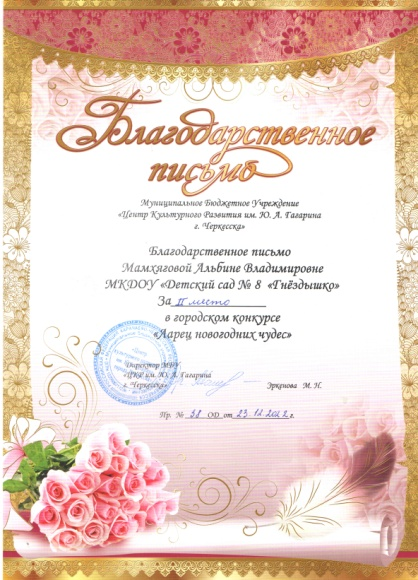 Благодарственное
письмо
Муниципальное Бюджетное Учреждение
«Центр Культурного Развития им. Ю. А. Гагарина
г. Черкесска»
Благодарственное письмо
Мамхяговой Альбине Владимировне
МКДОУ «Детский сад № 8 «Гнёздышко»
За II место
в городском конкурсе
«Ларец новогодних чудес»
Директор МБУ
«ЦКР им. Ю. А. Гагарина
г. Черкесска»
Эркенова М. Н.
Пр. № 58 ОД от 23.12.2022г.